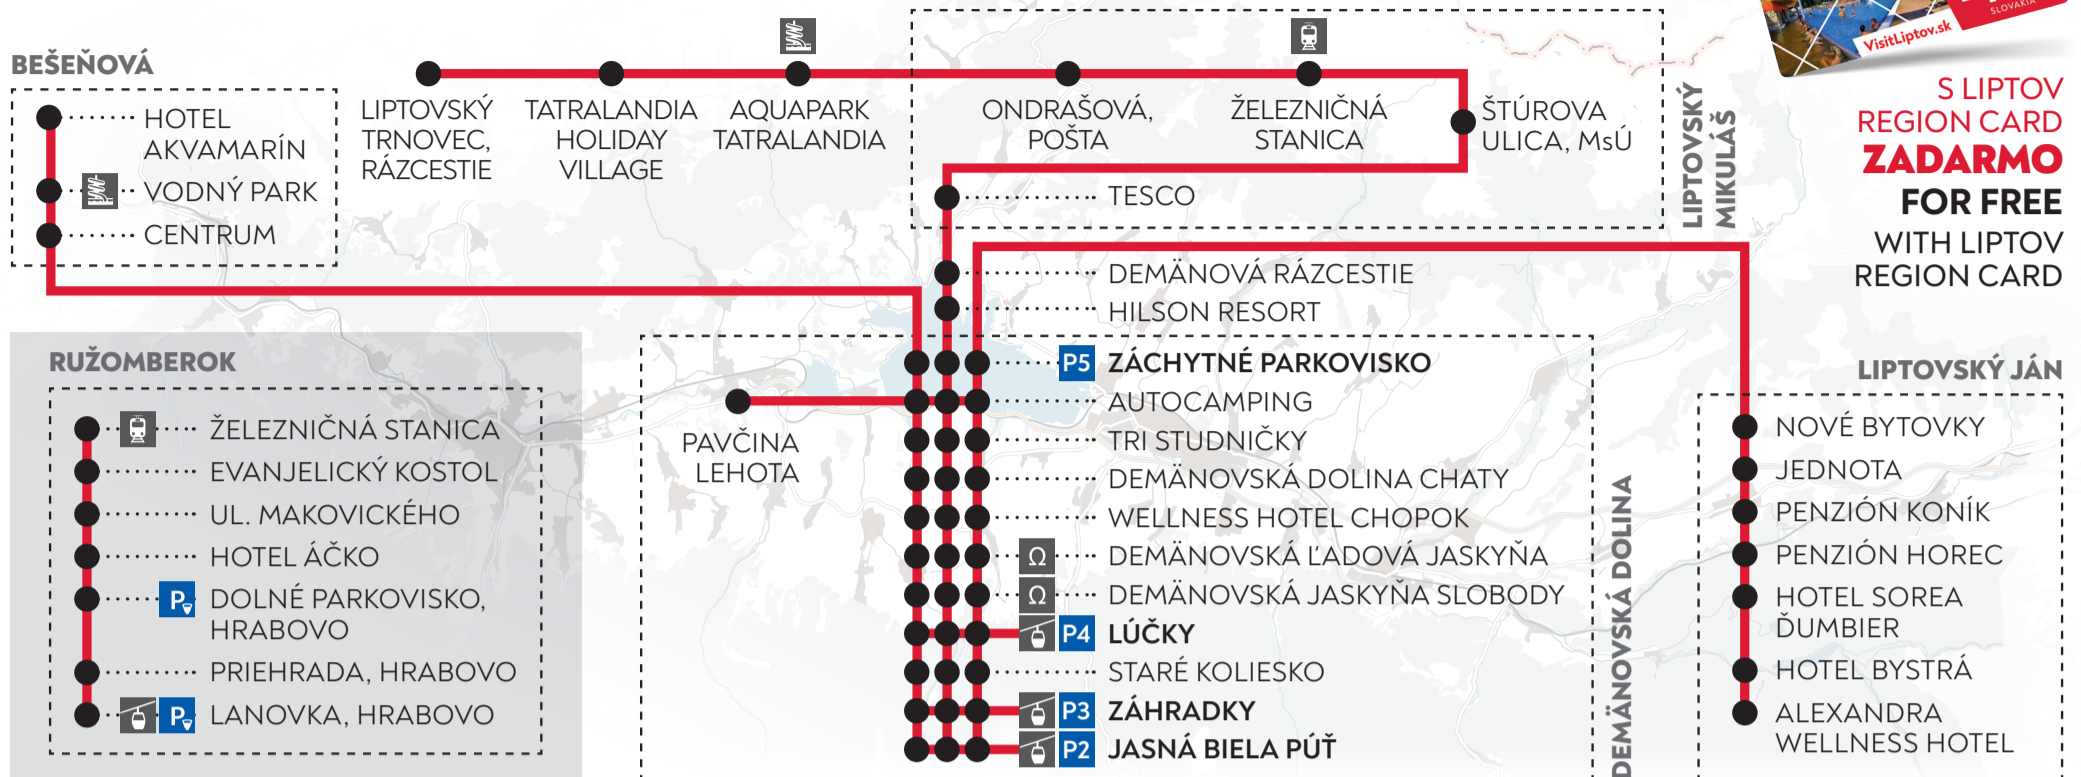 BEŠEŇOVÁ
HOTEL
AKVAMARÍN
VODNÝ PARK
CENTRUM
LIPTOVSKÝ
TRNOVEC,
RÁZCESTIE
TATRALANDIA
HOLIDAY
VILLAGE
AQUAPARK
TATRALANDIA
ONDRAŠOVÁ,
POŠTA
ŽELEZNIČNÁ
STANICA
ŠTÚROVA
ULICA, MsÚ
TESCO
LIPTOVSKÝ
MIKULÁŠ
SLOVAKIA
VisitLiptov.sk
S LIPTOV
REGION CARD
ZADARMO
FOR FREE
WITH LIPTOV
REGION CARD
DEMÄNOVÁ RÁZCESTIE
HILSON RESORT
P5 ZÁCHYTNÉ PARKOVISKO
AUTOCAMPING
PAVČINA
LEHOTA
TRI STUDNIČKY
DEMÄNOVSKÁ DOLINA CHATY
WELLNESS HOTEL CHOPOK
Ω DEMÄNOVSKÁ ĽADOVÁ JASKYŇA
Ω DEMÄNOVSKÁ JASKYŇA SLOBODY
P4 LÚČKY
STARÉ KOLIESKO
P3 ZÁHRADKY
P2 JASNÁ BIELA PÚŤ
DEMÄNOVSKÁ DOLINA
RUŽOMBEROK
ŽELEZNIČNÁ STANICA
EVANJELICKÝ KOSTOL
UL. MAKOVICKÉHO
HOTEL ÁČKO
P DOLNÉ PARKOVISKO,
HRABOVO
PRIEHRADA, HRABOVO
P LANOVKA, HRABOVO
LIPTOVSKÝ JÁN
NOVÉ BYTOVKY
JEDNOTA
PENZIÓN KONÍK
PENZIÓN HOREC
HOTEL SOREA
ĎUMBIER
HOTEL BYSTRÁ
ALEXANDRA
WELLNESS HOTEL